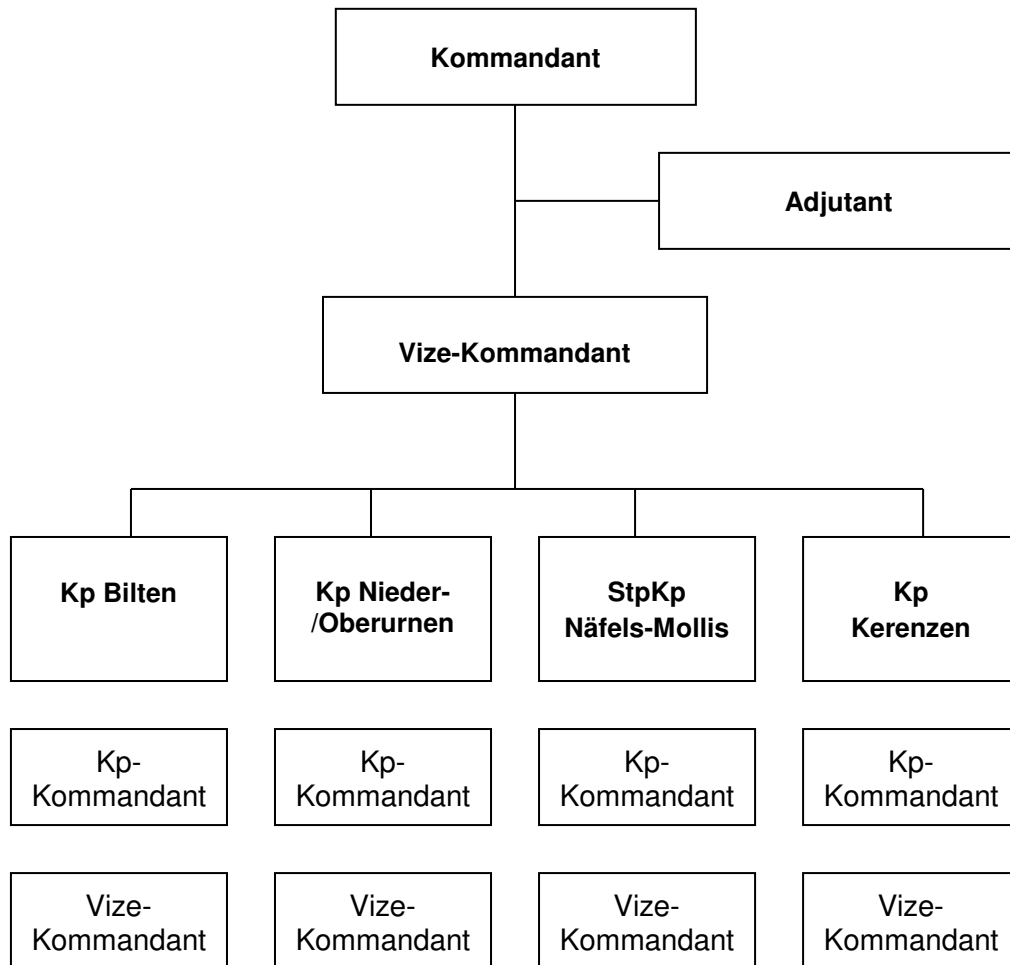 Kommandant
Adjutant
Vize-Kommandant
Kp Bilten
Kp Nieder-
/Oberurnen
StpKp
Näfels-Mollis
Kp
Kerenzen
Kp-
Kommandant
Kp-
Kommandant
Kp-
Kommandant
Kp-
Kommandant
Vize-
Kommandant
Vize-
Kommandant
Vize-
Kommandant
Vize-
Kommandant